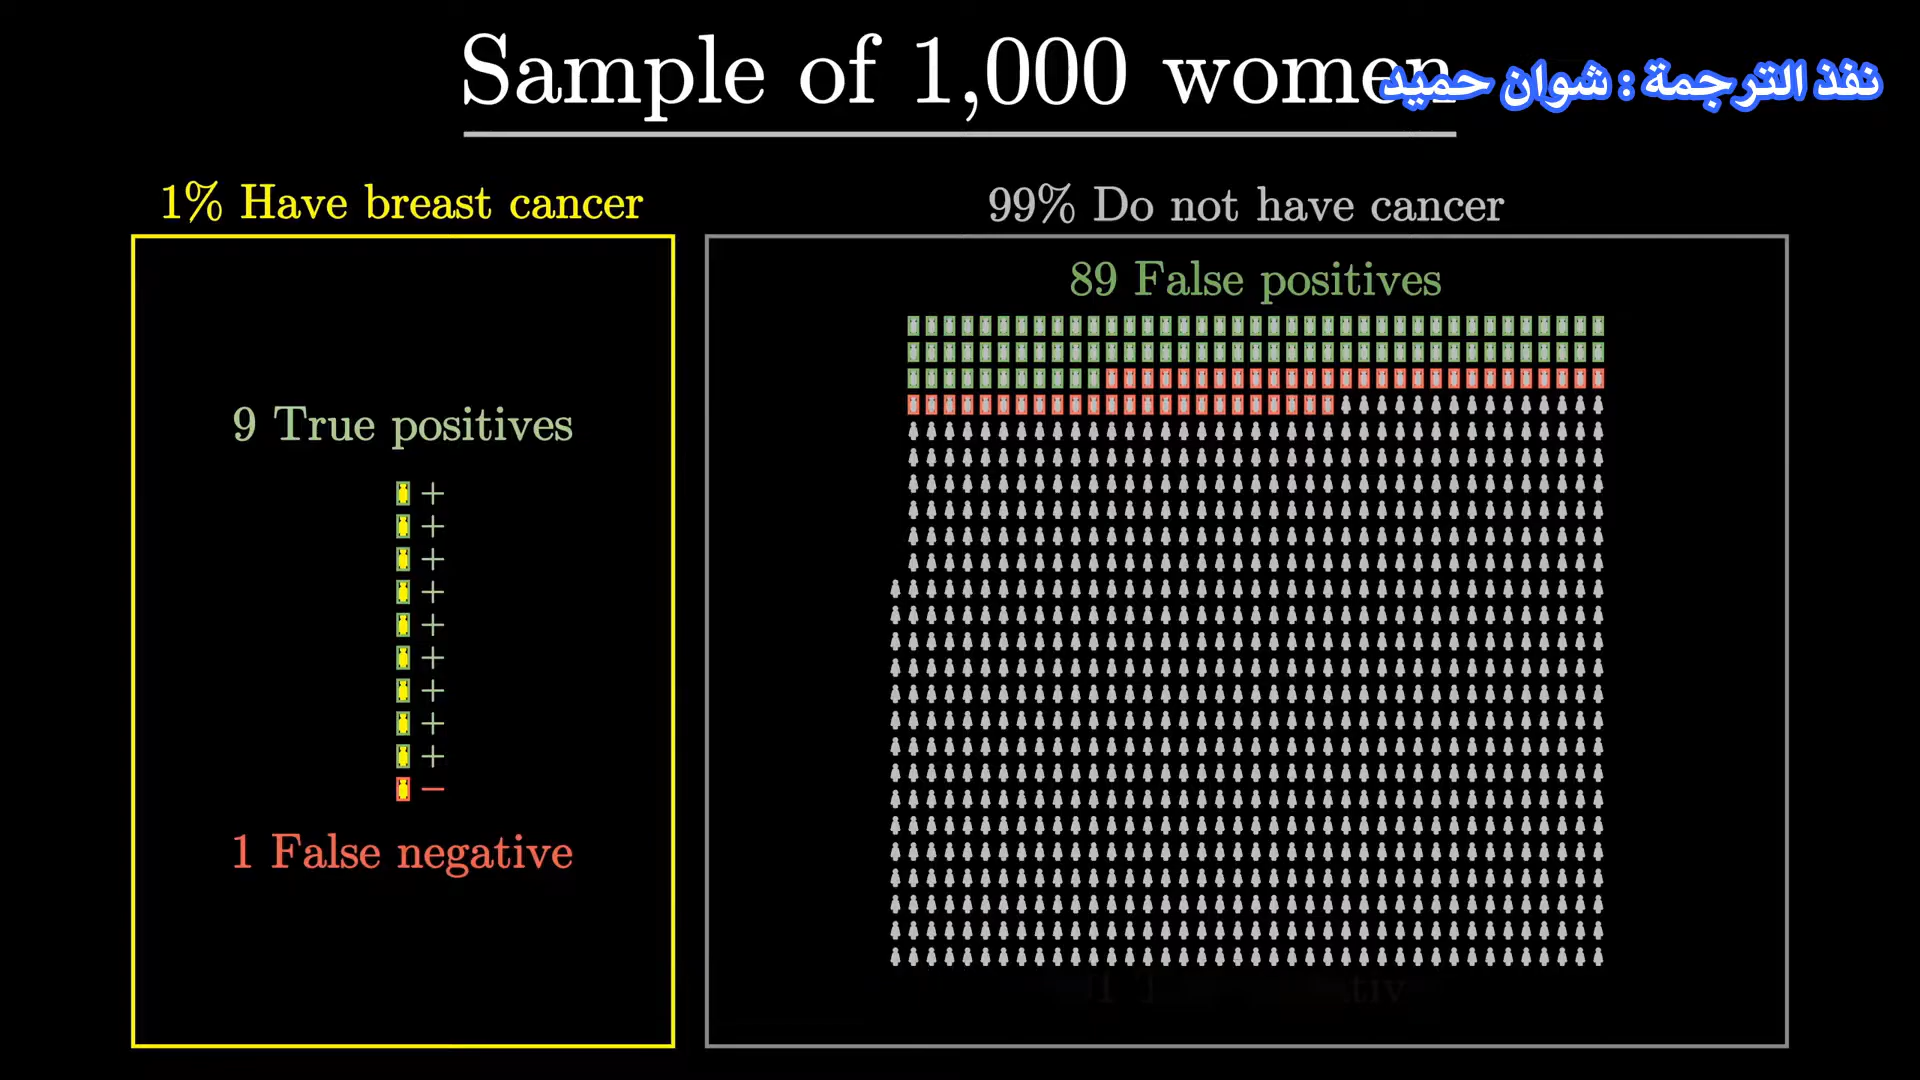 Sample of 1,000 women
نفذ الترجمة : شوان حميد
1% Have breast cancer
99% Do not have cancer
89 False positives
9 True positives
+
+
+
+
+
+
+
+
+
−
1 False negative